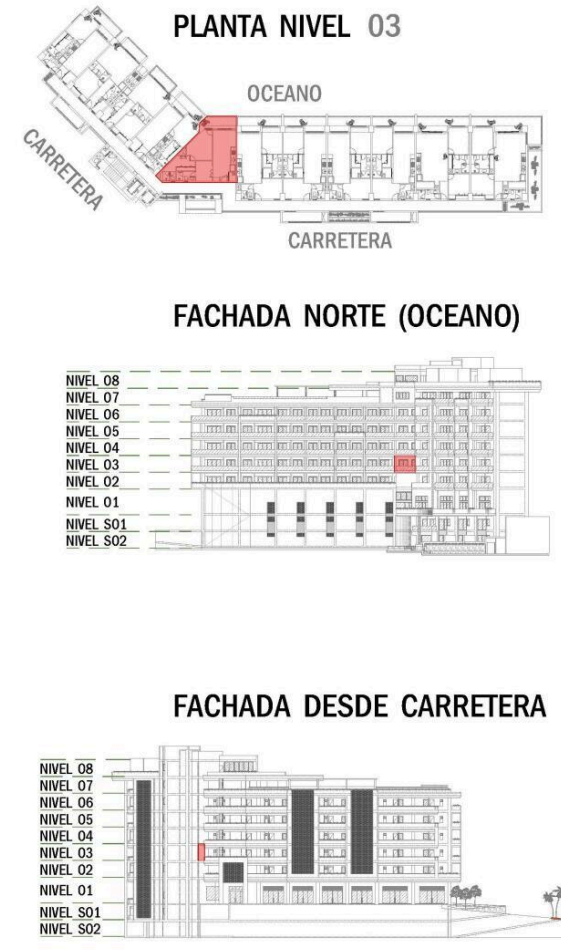 PLANTA NIVEL 03
OCEANO
CARRETERA
CARRETERA
FACHADA NORTE (OCEANO)
NIVEL 08
NIVEL 07
NIVEL 06
NIVEL 05
NIVEL 04
NIVEL 03
NIVEL 02
NIVEL 01
NIVEL S01
NIVEL S02
FACHADA DESDE CARRETERA
NIVEL 08
NIVEL 07
NIVEL 06
NIVEL 05
NIVEL 04
NIVEL 03
NIVEL 02
NIVEL 01
NIVEL S01
NIVEL S02